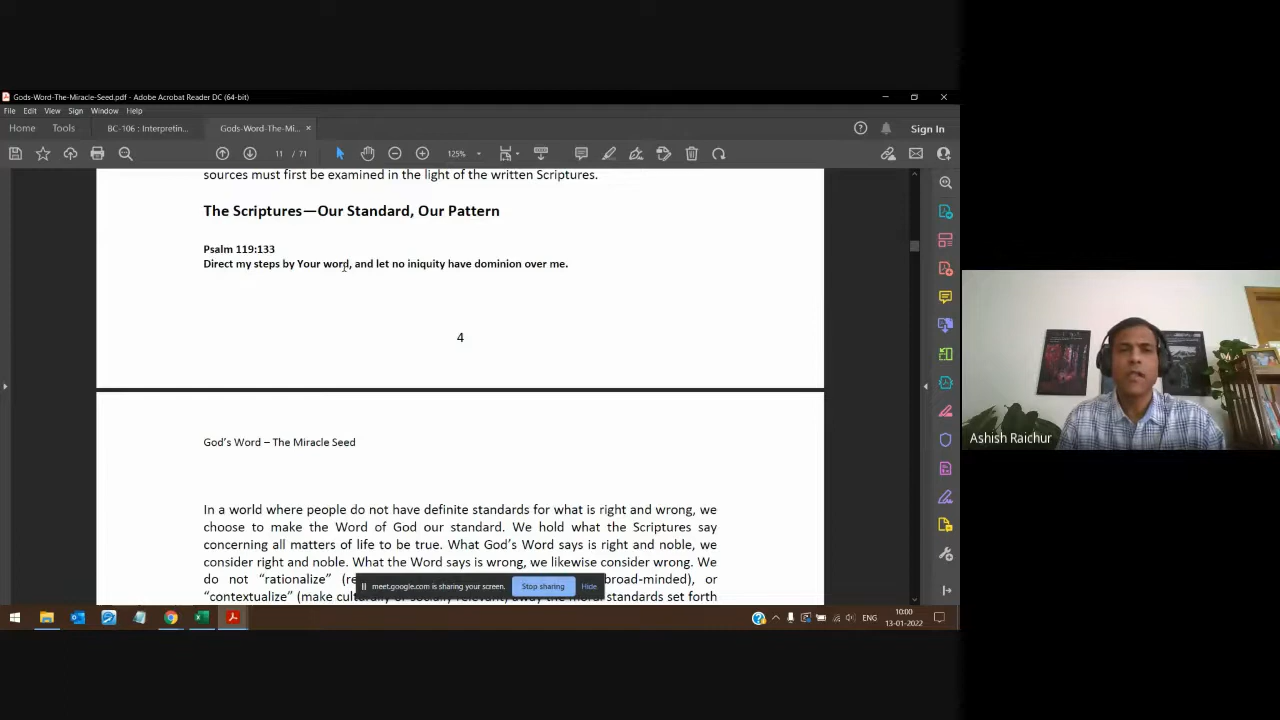 Gods-Word-The-Miracle-Seed.pdf - Adobe Acrobat Reader DC (64-bit)
File Edit View Sign Window Help
Home Tools BC-106 : Interpretin... Gods-Word-The-Mi... × Sign In
11 / 71 125%
sources must first be examined in the light of the written Scriptures.
The Scriptures—Our Standard, Our Pattern
Psalm 119:133
Direct my steps by Your word, and let no iniquity have dominion over me.
4
God's Word – The Miracle Seed
In a world where people do not have definite standards for what is right and wrong, we
choose to make the Word of God our standard. We hold what the Scriptures say
concerning all matters of life to be true. What God's Word says is right and noble, we
consider right and noble. What the Word says is wrong, we likewise consider wrong. We
do not "rationalize" (re broad-minded), or
"contextualize" (make standards set forth
meet.google.com is sharing your screen. Stop sharing Hide
Ashish Raichur
ENG 10:00
13-01-2022